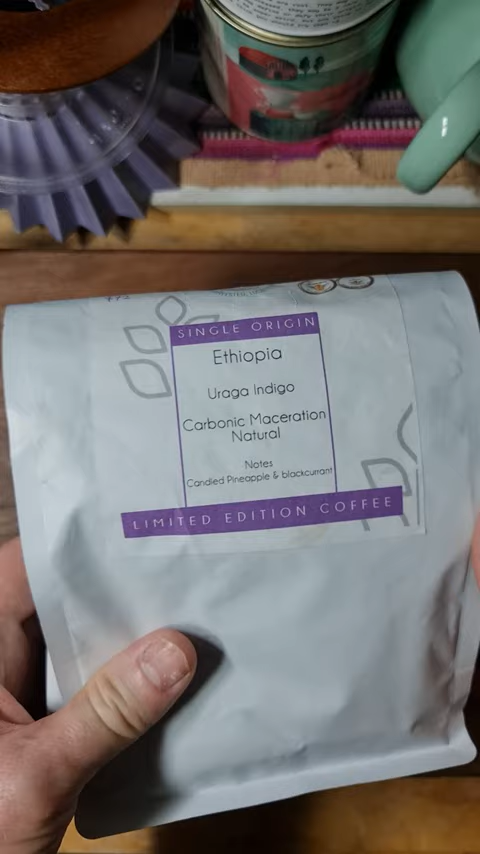 SINGLE ORIGIN
Ethiopia
Uraga Indigo
Carbonic Maceration
Natural
Notes
Candied Pineapple & blackcurrant
LIMITED EDITION COFFEE